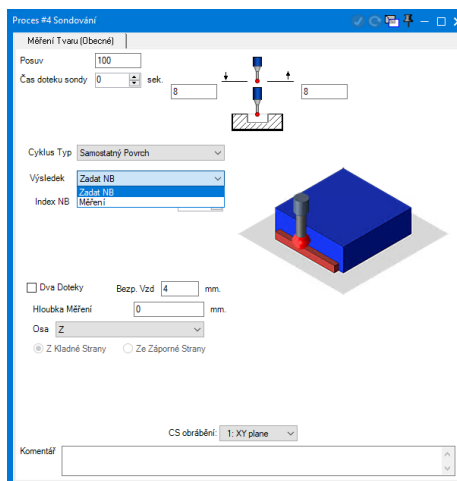 Proces #4 Sondování
Měření Tvaru (Obecné)
Posuv 100
Čas doteku sondy 0 sek.
8 8
Cyklus Typ Samostatný Povrch
Výsledek Zadat NB
Zadat NB
Měření
Index NB
Dva Doteky Bezp. Vzd 4 mm.
Hloubka Měření 0 mm.
Osa Z
Z Kladné Strany Ze Záporné Strany
CS obrábění: 1: XY plane
Komentář